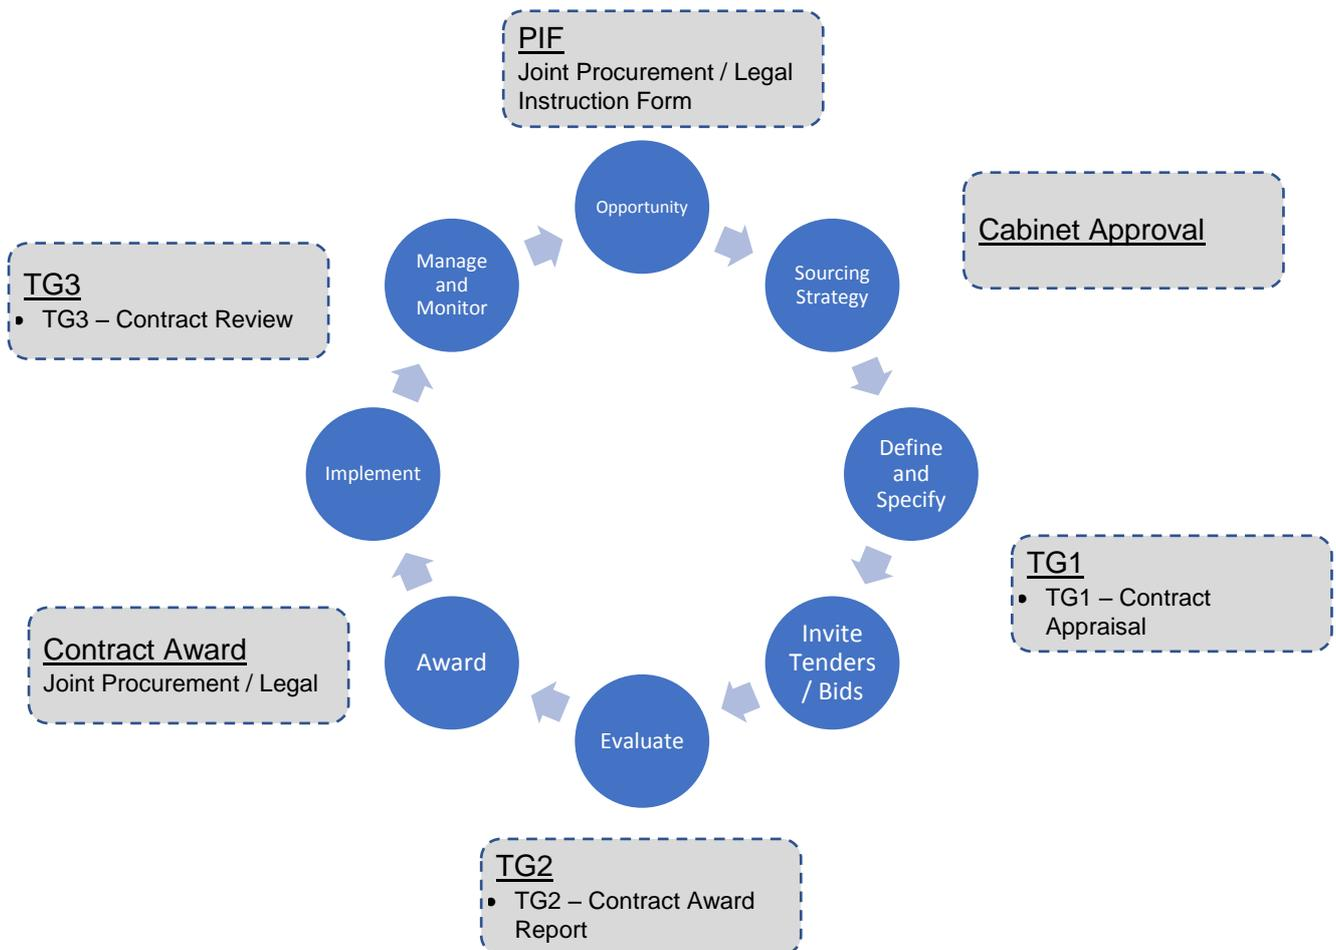 PIF
Joint Procurement / Legal
Instruction Form
Opportunity
Cabinet Approval
Sourcing
Strategy
Define
and
Specify
TG1
• TG1 – Contract
Appraisal
Invite
Tenders
/ Bids
Evaluate
TG2
• TG2 – Contract Award
Report
Award
Contract Award
Joint Procurement / Legal
Implement
TG3
• TG3 – Contract Review
Manage
and
Monitor